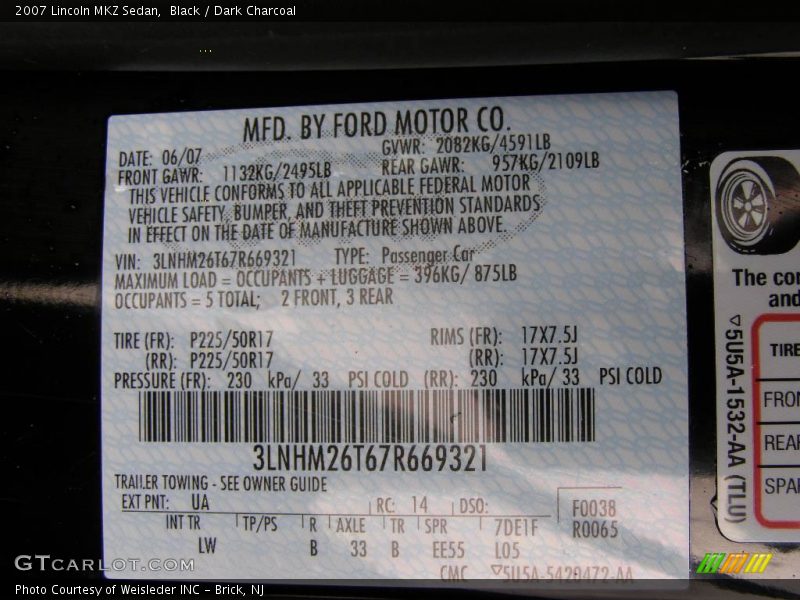 2007 Lincoln MKZ Sedan,  Black / Dark Charcoal
MFD. BY FORD MOTOR CO.
DATE: 06/07 GVWR: 2082KG/4591LB
FRONT GAWR: 1132KG/2495LB REAR GAWR: 957KG/2109LB
THIS VEHICLE CONFORMS TO ALL APPLICABLE FEDERAL MOTOR
VEHICLE SAFETY, BUMPER, AND THEFT PREVENTION STANDARDS
IN EFFECT ON THE DATE OF MANUFACTURE SHOWN ABOVE.
VIN: 3LNHM26T67R669321 TYPE: Passenger Car
MAXIMUM LOAD = OCCUPANTS + LUGGAGE = 396KG/ 875LB
OCCUPANTS = 5 TOTAL; 2 FRONT, 3 REAR
TIRE (FR): P225/50R17 RIMS (FR): 17X7.5J
(RR): P225/50R17 (RR): 17X7.5J
PRESSURE (FR): 230 kPa/ 33 PSI COLD (RR): 230 kPa/ 33 PSI COLD
3LNHM26T67R669321
TRAILER TOWING - SEE OWNER GUIDE
EXT PNT: UA RC: 14 DSO: F0038
INT TR TP/PS R AXLE TR SPR 7DE1F R0065
LW B 33 B EE55 L05
CMC ▽5U5A-5420472-AA
The con
and
TIRE
FRON
REAR
SPAR
▽5U5A-1532-AA (TLU)
GTCARLOT.COM
Photo Courtesy of Weisleder INC - Brick, NJ